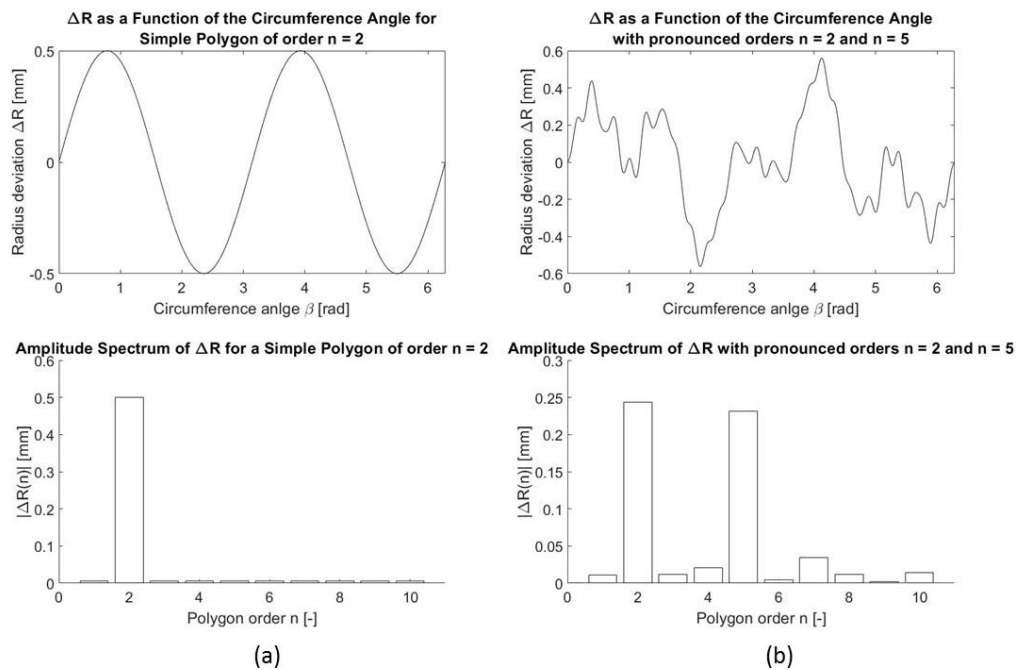 ΔR as a Function of the Circumference Angle for
Simple Polygon of order n = 2
0.5
0
-0.5
Radius deviation ΔR [mm]
0 1 2 3 4 5 6
Circumference anlge β [rad]
ΔR as a Function of the Circumference Angle
with pronounced orders n = 2 and n = 5
0.6
0.4
0.2
0
-0.2
-0.4
-0.6
Radius deviation ΔR [mm]
0 1 2 3 4 5 6
Circumference anlge β [rad]
Amplitude Spectrum of ΔR for a Simple Polygon of order n = 2
0.6
0.5
0.4
0.3
0.2
0.1
0
|ΔR(n)| [mm]
0 2 4 6 8 10
Polygon order n [-]
(a)
Amplitude Spectrum of ΔR with pronounced orders n = 2 and n = 5
0.3
0.25
0.2
0.15
0.1
0.05
0
|ΔR(n)| [mm]
0 2 4 6 8 10
Polygon order n [-]
(b)